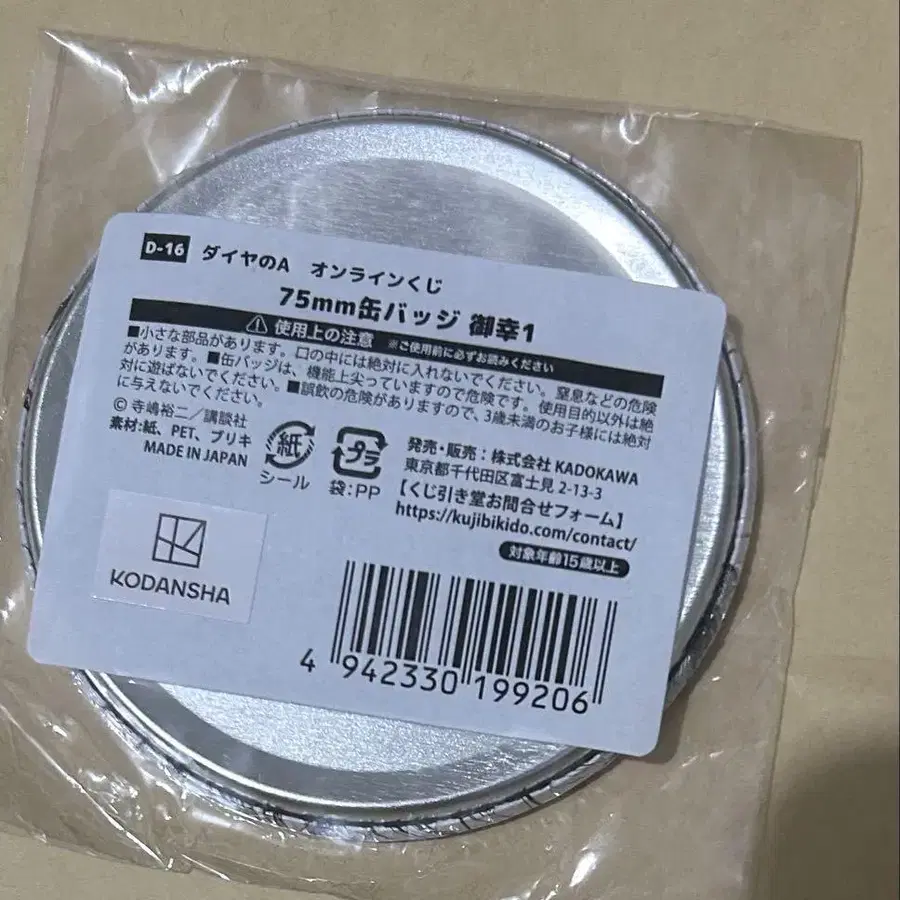 D-16 ダイヤのA オンラインくじ
75mm缶バッジ 御幸1
使用上の注意 ※ご使用前に必ずお読みください
■小さな部品があります。口の中には絶対に入れないでください。窒息などの危険
があります。■缶バッジは、機能上尖っていますので危険です。使用目的以外は絶
対に遊ばないでください。■誤飲の危険がありますので、3歳未満のお子様には絶対
に与えないでください。
© 寺嶋裕二／講談社
素材:紙、PET、ブリキ
MADE IN JAPAN
紙
シール
プラ
袋:PP
発売・販売：株式会社 KADOKAWA
東京都千代田区富士見 2-13-3
【くじ引き堂お問合せフォーム】
https://kujibikido.com/contact/
対象年齢15歳以上
KODANSHA
4 942330 199206